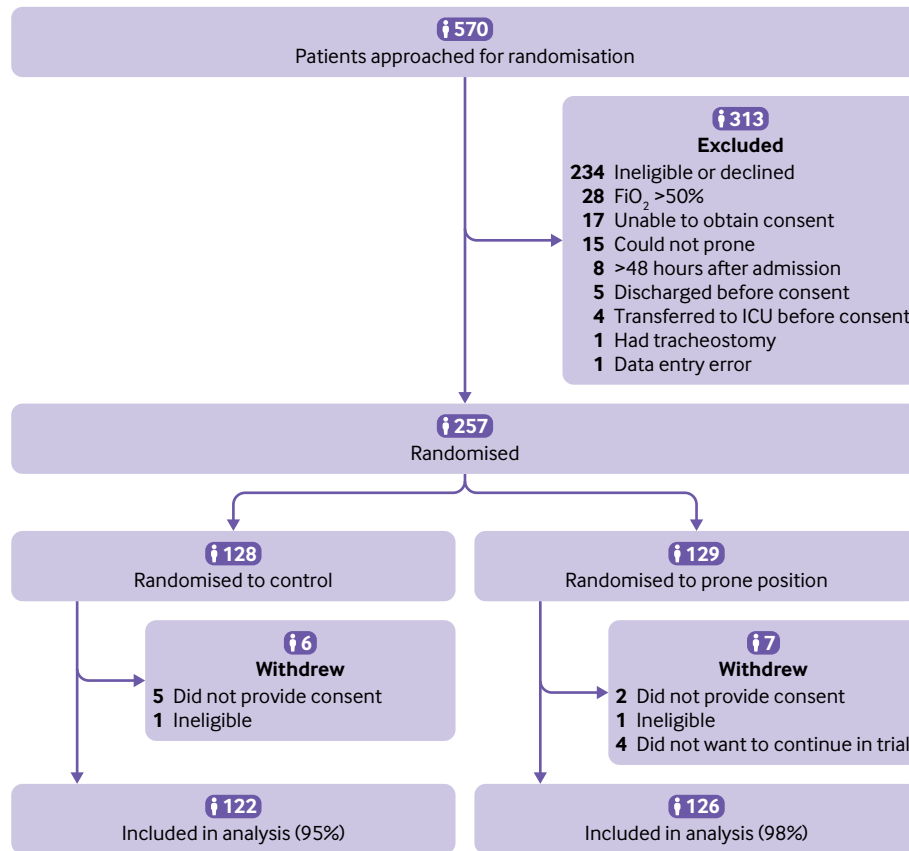 570
Patients approached for randomisation
313
Excluded
234 Ineligible or declined
28 FiO₂ >50%
17 Unable to obtain consent
15 Could not prone
8 >48 hours after admission
5 Discharged before consent
4 Transferred to ICU before consent
1 Had tracheostomy
1 Data entry error
257
Randomised
128
Randomised to control
129
Randomised to prone position
6
Withdrew
5 Did not provide consent
1 Ineligible
7
Withdrew
2 Did not provide consent
1 Ineligible
4 Did not want to continue in trial
122
Included in analysis (95%)
126
Included in analysis (98%)